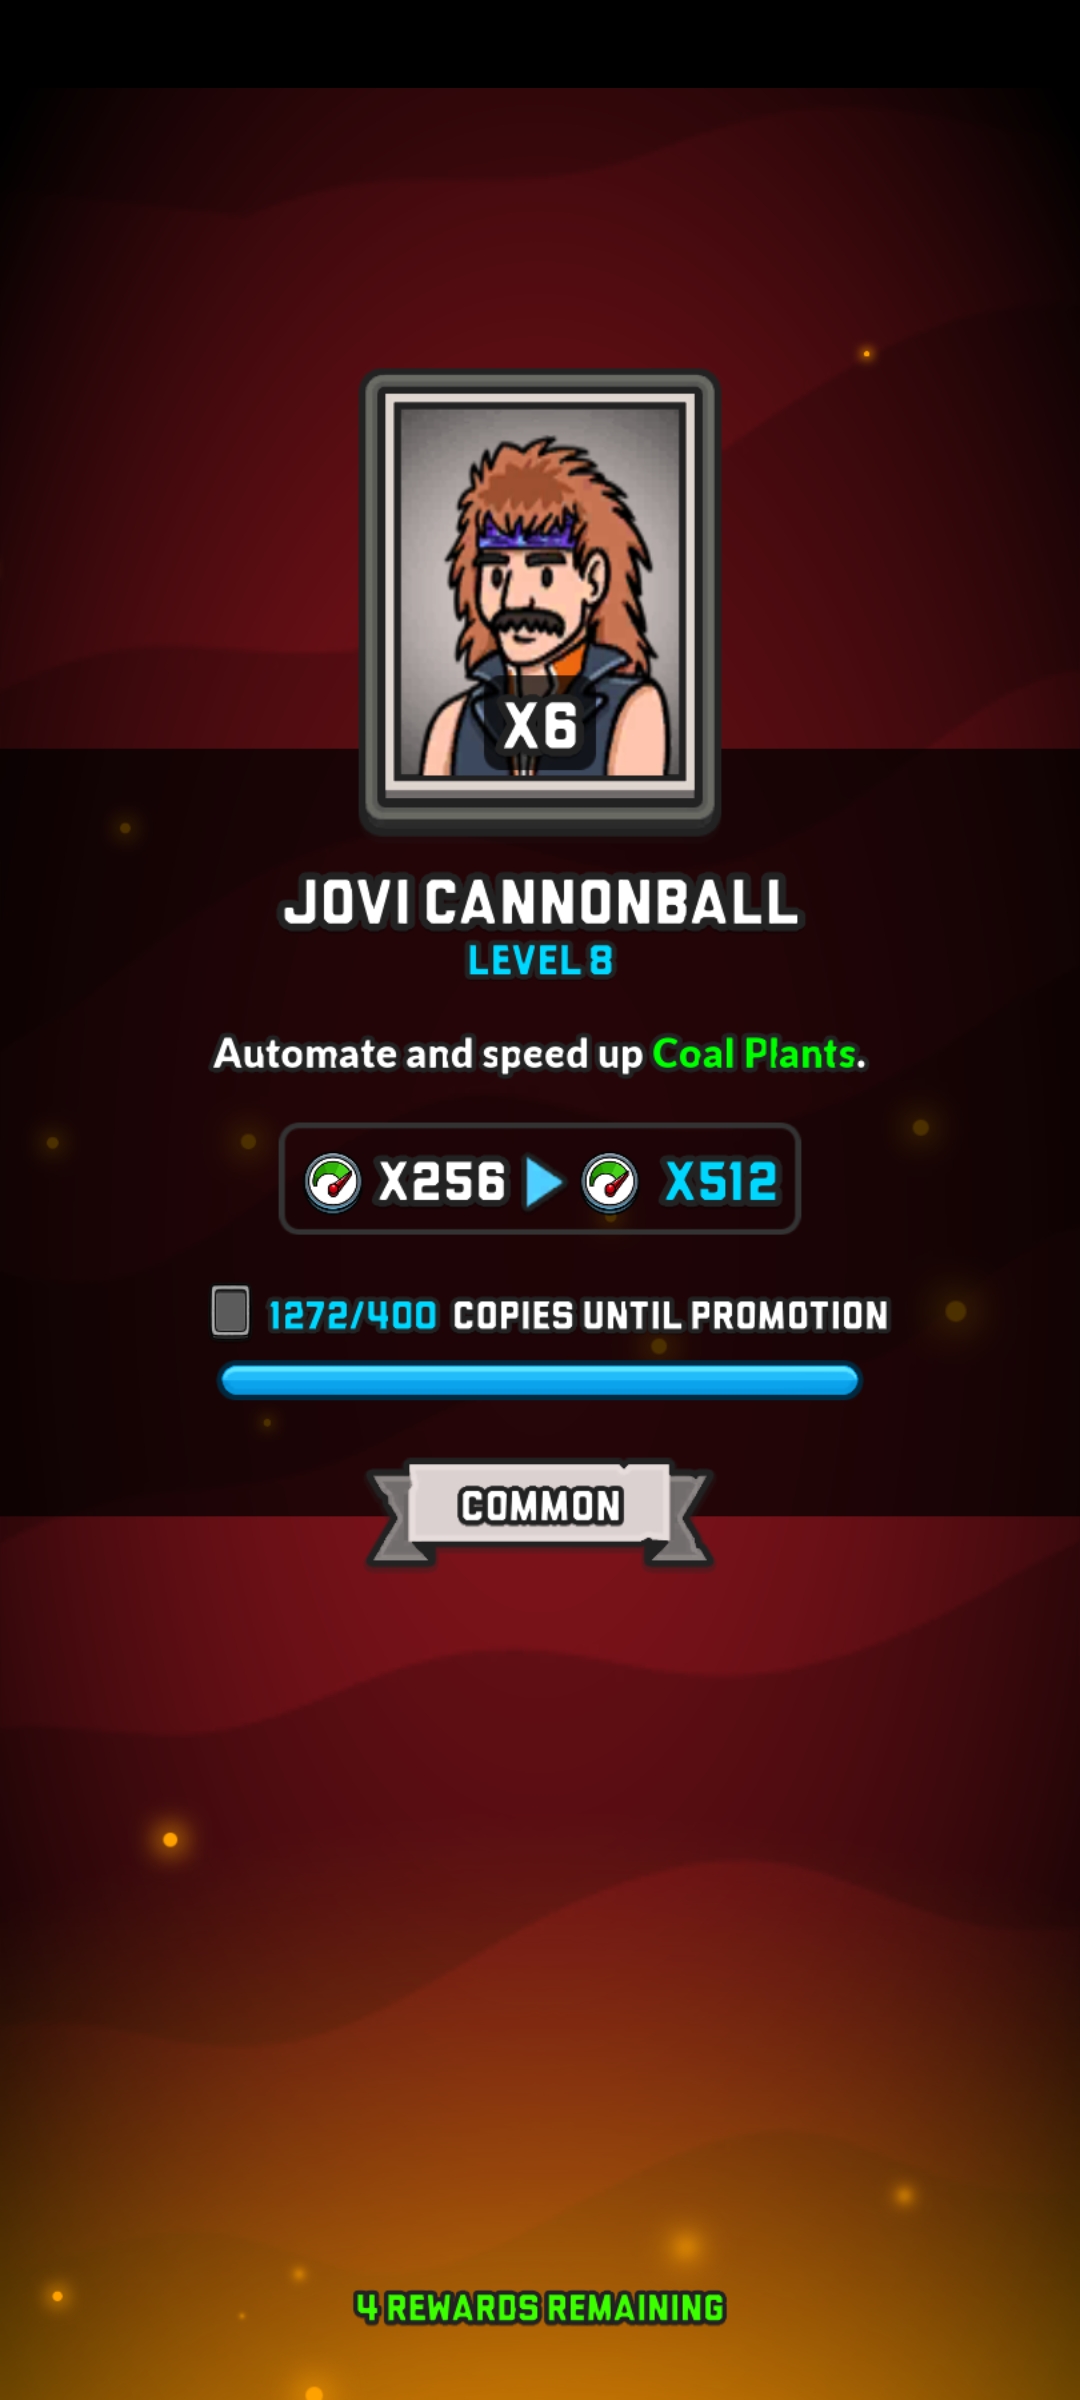 X6
JOVI CANNONBALL
LEVEL 8
Automate and speed up Coal Plants.
X256 X512
1272/400 COPIES UNTIL PROMOTION
COMMON
4 REWARDS REMAINING